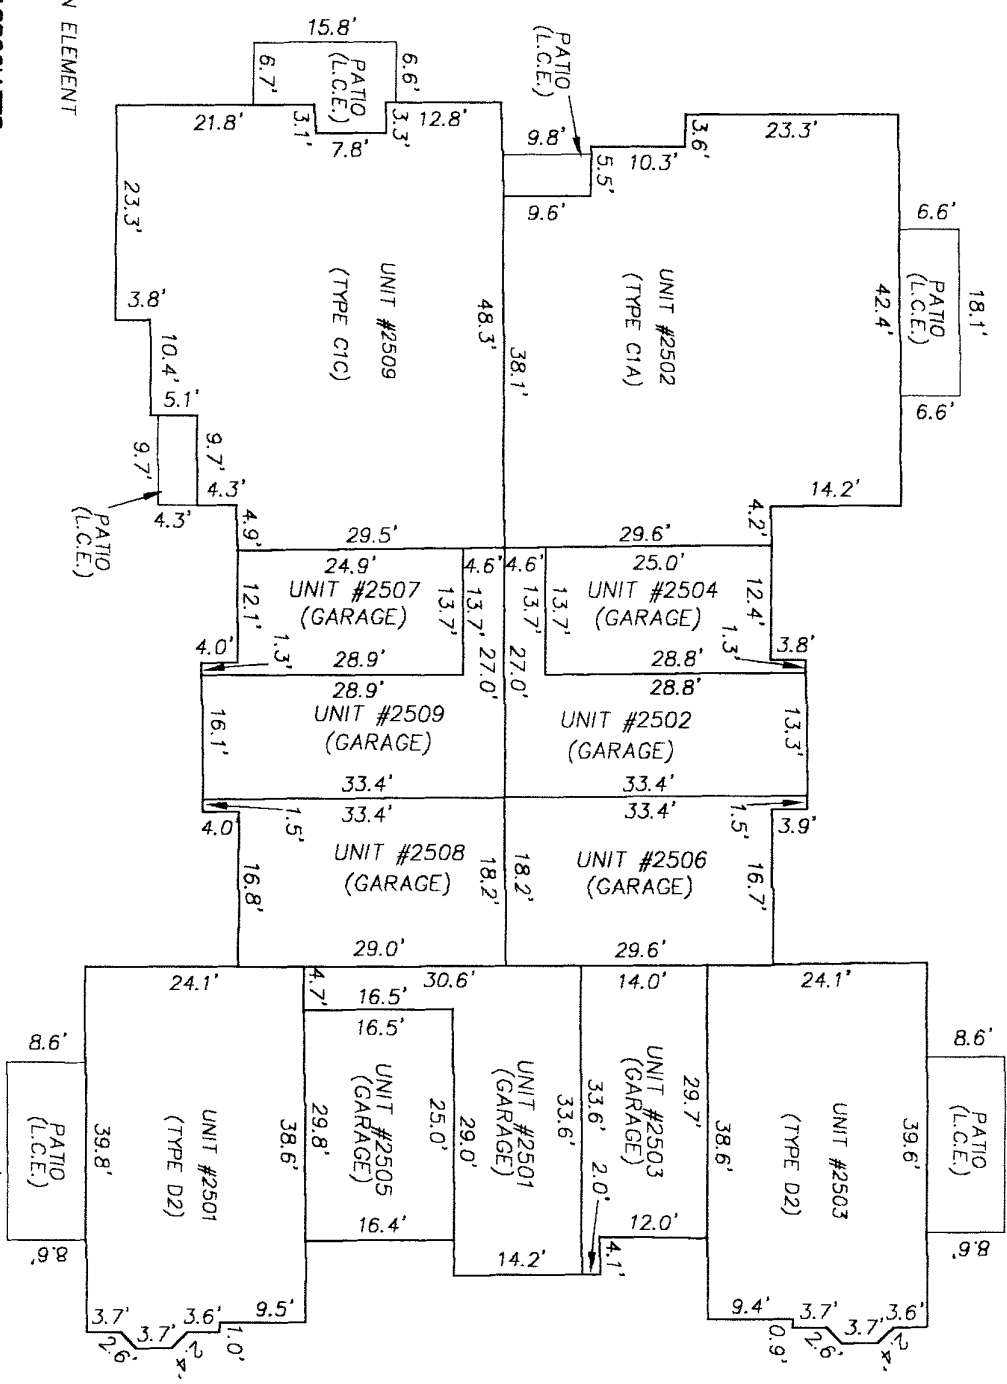 N ELEMENT
15.8'
6.7'
PATIO
(L.C.E.)
6.6'
21.8'
3.1'
7.8'
3.3'
12.8'
PATIO
(L.C.E.)
9.8'
5.5'
10.3'
3.6'
23.3'
9.6'
6.6'
PATIO
(L.C.E.)
18.1'
42.4'
6.6'
23.3'
UNIT #2509
(TYPE C1C)
48.3'
38.1'
UNIT #2502
(TYPE C1A)
3.8'
10.4'
5.1'
9.7'
9.7'
4.3'
4.3'
PATIO
(L.C.E.)
4.9'
29.5'
29.6'
4.2'
14.2'
24.9'
4.6'
4.6'
25.0'
UNIT #2507
(GARAGE)
UNIT #2504
(GARAGE)
12.1'
13.7'
13.7'
13.7'
13.7'
12.4'
4.0'
1.3'
28.9'
27.0'
27.0'
28.8'
1.3'
3.8'
28.9'
28.8'
UNIT #2509
(GARAGE)
UNIT #2502
(GARAGE)
16.1'
13.3'
33.4'
33.4'
4.0'
1.5'
33.4'
33.4'
1.5'
3.9'
UNIT #2508
(GARAGE)
UNIT #2506
(GARAGE)
16.8'
18.2'
18.2'
16.7'
29.0'
29.6'
24.1'
4.7'
30.6'
14.0'
24.1'
16.5'
16.5'
8.6'
8.6'
PATIO
(L.C.E.)
39.8'
UNIT #2501
(TYPE D2)
38.6'
29.8'
UNIT #2505
(GARAGE)
25.0'
29.0'
UNIT #2501
(GARAGE)
33.6'
33.6'
UNIT #2503
(GARAGE)
29.7'
38.6'
UNIT #2503
(TYPE D2)
39.6'
PATIO
(L.C.E.)
2.0'
8.6'
16.4'
14.2'
4.1'
12.0'
8.6'
3.7'
2.6'
3.7'
2.4'
3.6'
1.0'
9.5'
9.4'
0.9'
3.7'
2.6'
3.7'
2.4'
3.6'